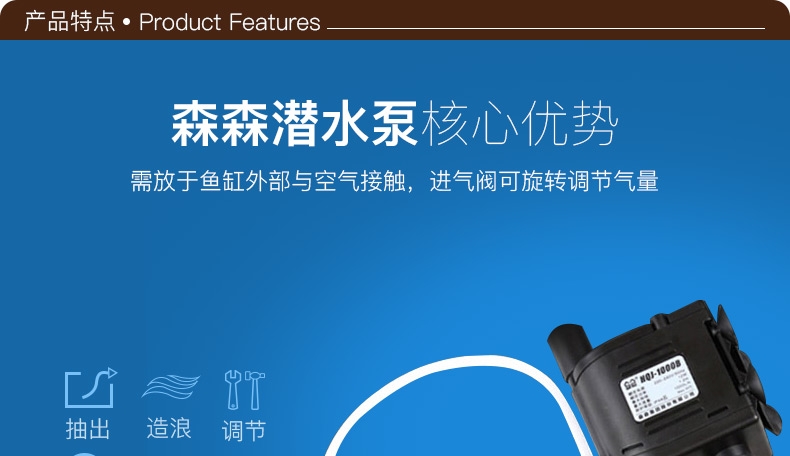 产品特点 • Product Features
森森潜水泵核心优势
需放于鱼缸外部与空气接触，进气阀可旋转调节气量
HQJ-1000B
抽出 造浪 调节